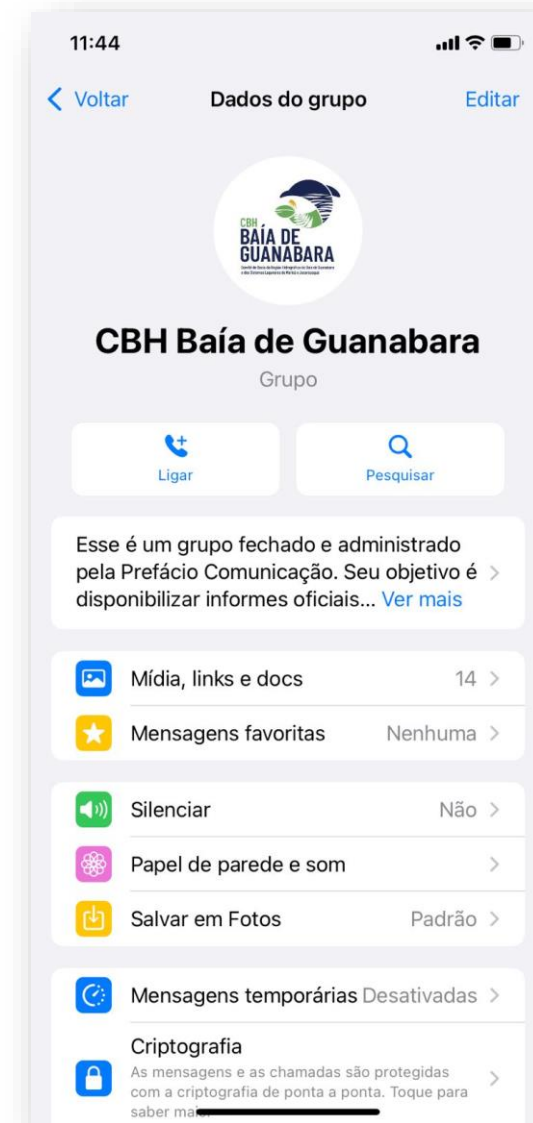 11:44
Voltar Dados do grupo Editar
CBH
BAÍA DE
GUANABARA
CBH Baía de Guanabara
Grupo
Ligar Pesquisar
Esse é um grupo fechado e administrado
pela Prefácio Comunicação. Seu objetivo é
disponibilizar informes oficiais... Ver mais
Mídia, links e docs 14
Mensagens favoritas Nenhuma
Silenciar Não
Papel de parede e som
Salvar em Fotos Padrão
Mensagens temporárias Desativadas
Criptografia
As mensagens e as chamadas são protegidas
com a criptografia de ponta a ponta. Toque para
saber mais.